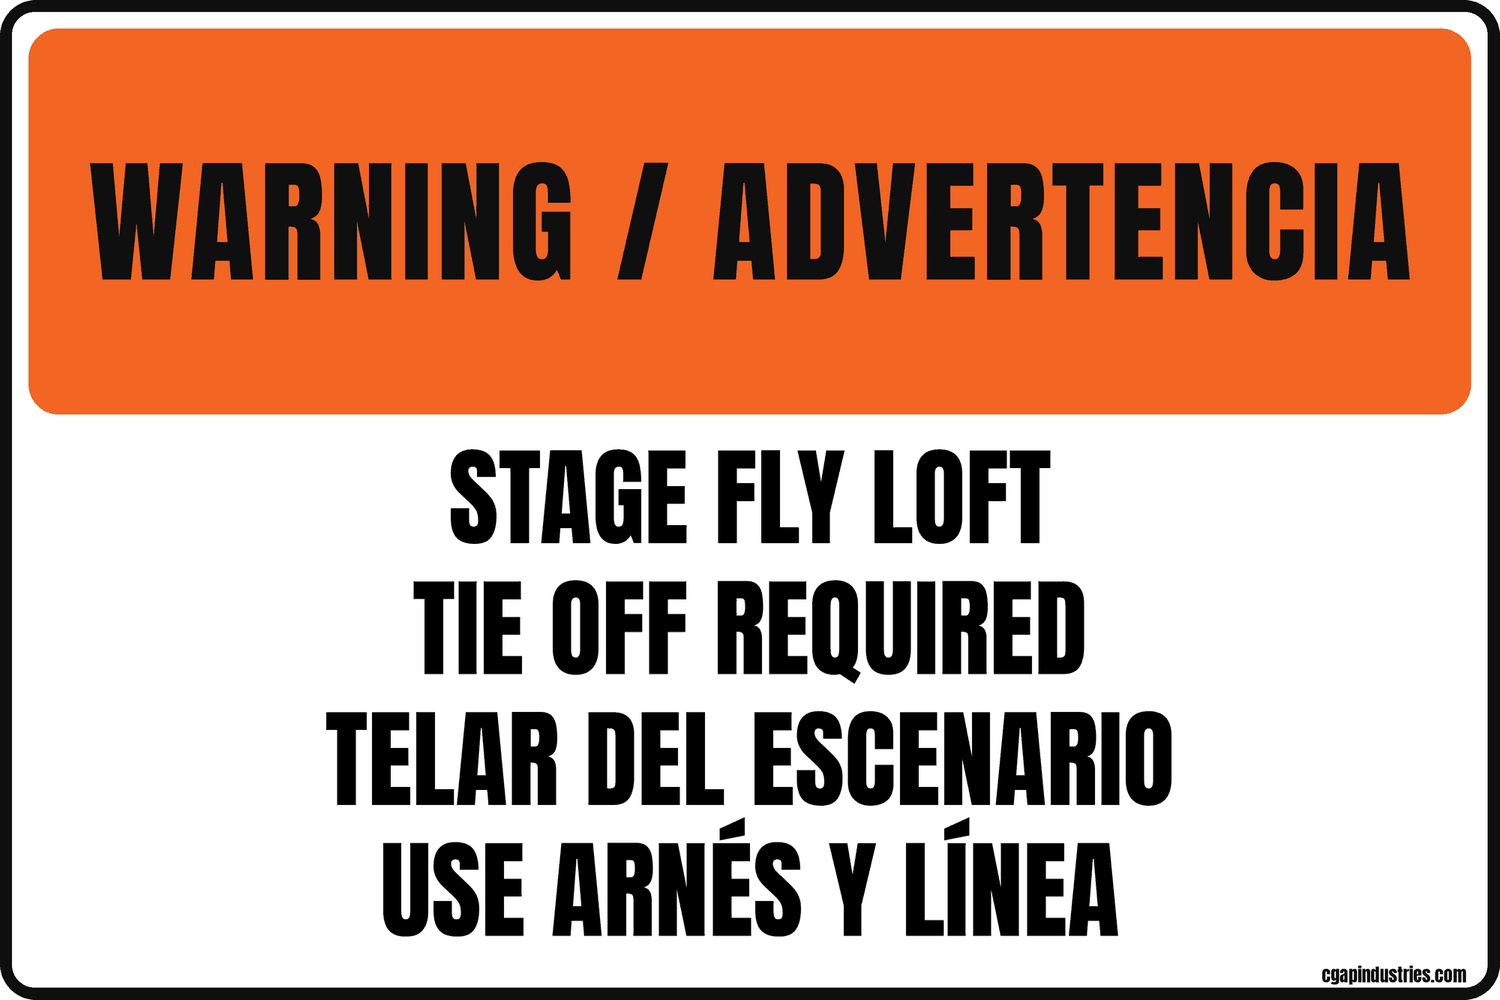 WARNING / ADVERTENCIA
STAGE FLY LOFT
TIE OFF REQUIRED
TELAR DEL ESCENARIO
USE ARNÉS Y LÍNEA
cgapindustries.com